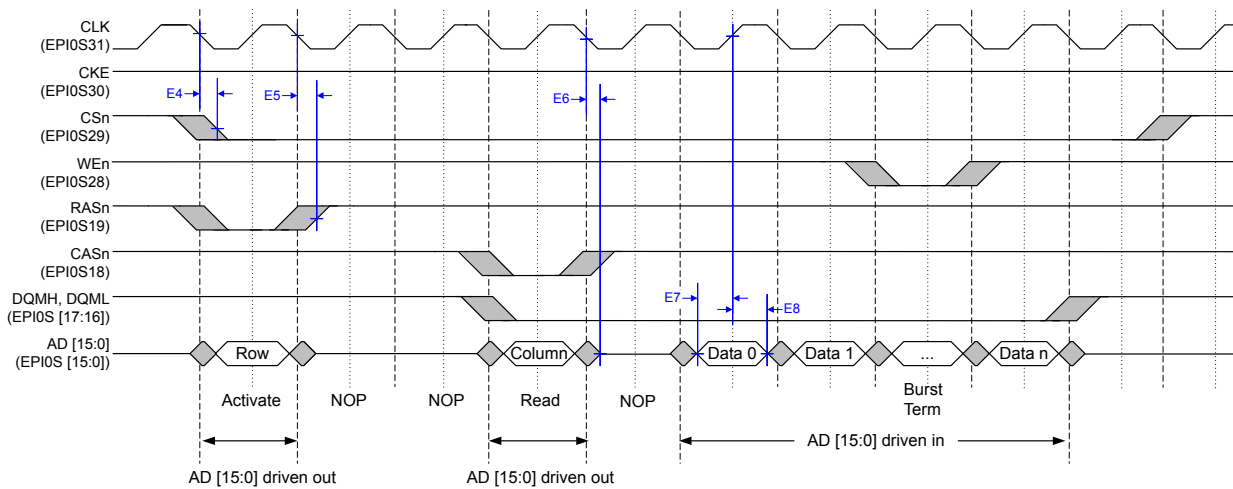 CLK
(EPI0S31)
CKE
(EPI0S30)
E4
E5
E6
CSn
(EPI0S29)
WEn
(EPI0S28)
RASn
(EPI0S19)
CASn
(EPI0S18)
DQMH, DQML
(EPI0S [17:16])
E7
E8
AD [15:0]
(EPI0S [15:0])
Row
Column
Data 0
Data 1
...
Data n
Activate
NOP
NOP
Read
NOP
Burst
Term
AD [15:0] driven in
AD [15:0] driven out
AD [15:0] driven out